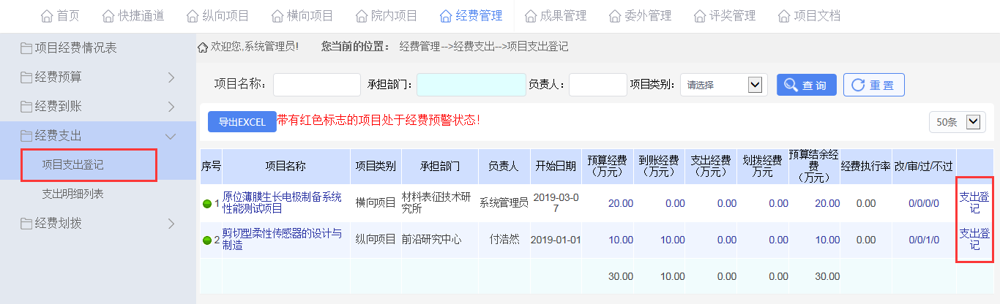 首页 快捷通道 纵向项目 横向项目 院内项目 经费管理 成果管理 委外管理 评奖管理 项目文档
项目经费情况表
经费预算
经费到账
经费支出
项目支出登记
支出明细列表
经费划拨
欢迎您,系统管理员! 您当前的位置： 经费管理-->经费支出-->项目支出登记
项目名称： 承担部门： 负责人： 项目类别： 请选择 查 询 重 置
导出EXCEL 带有红色标志的项目处于经费预警状态! 50条
序号 项目名称 项目类别 承担部门 负责人 开始日期 预算经费（万元） 到账经费（万元） 支出经费（万元） 划拨经费万元 预算结余经费（万元） 经费执行率 改/审/过/不过
1 原位薄膜生长电极制备系统性能测试项目 横向项目 材料表征技术研究所 系统管理员 2019-03-07 20.00 0.00 0.00 0.00 20.00 0.00 0/0/0/0 支出登记
2 剪切型柔性传感器的设计与制造 纵向项目 前沿研究中心 付浩然 2019-01-01 10.00 10.00 0.00 0.00 10.00 0.00 0/0/1/0 支出登记
30.00 10.00 0.00 0.00 30.00